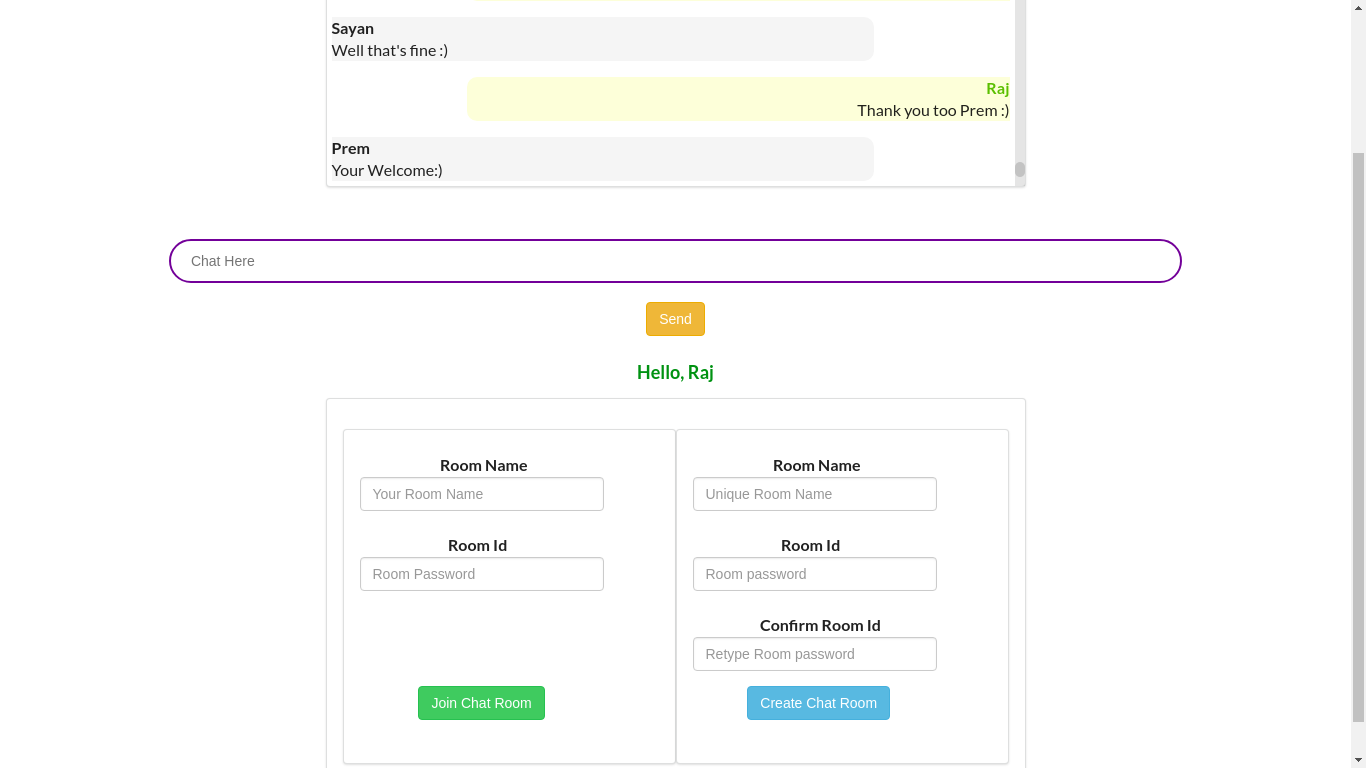 Sayan
Well that's fine :)
Raj
Thank you too Prem :)
Prem
Your Welcome:)
Chat Here
Send
Hello, Raj
Room Name
Your Room Name
Room Id
Room Password
Join Chat Room
Room Name
Unique Room Name
Room Id
Room password
Confirm Room Id
Retype Room password
Create Chat Room